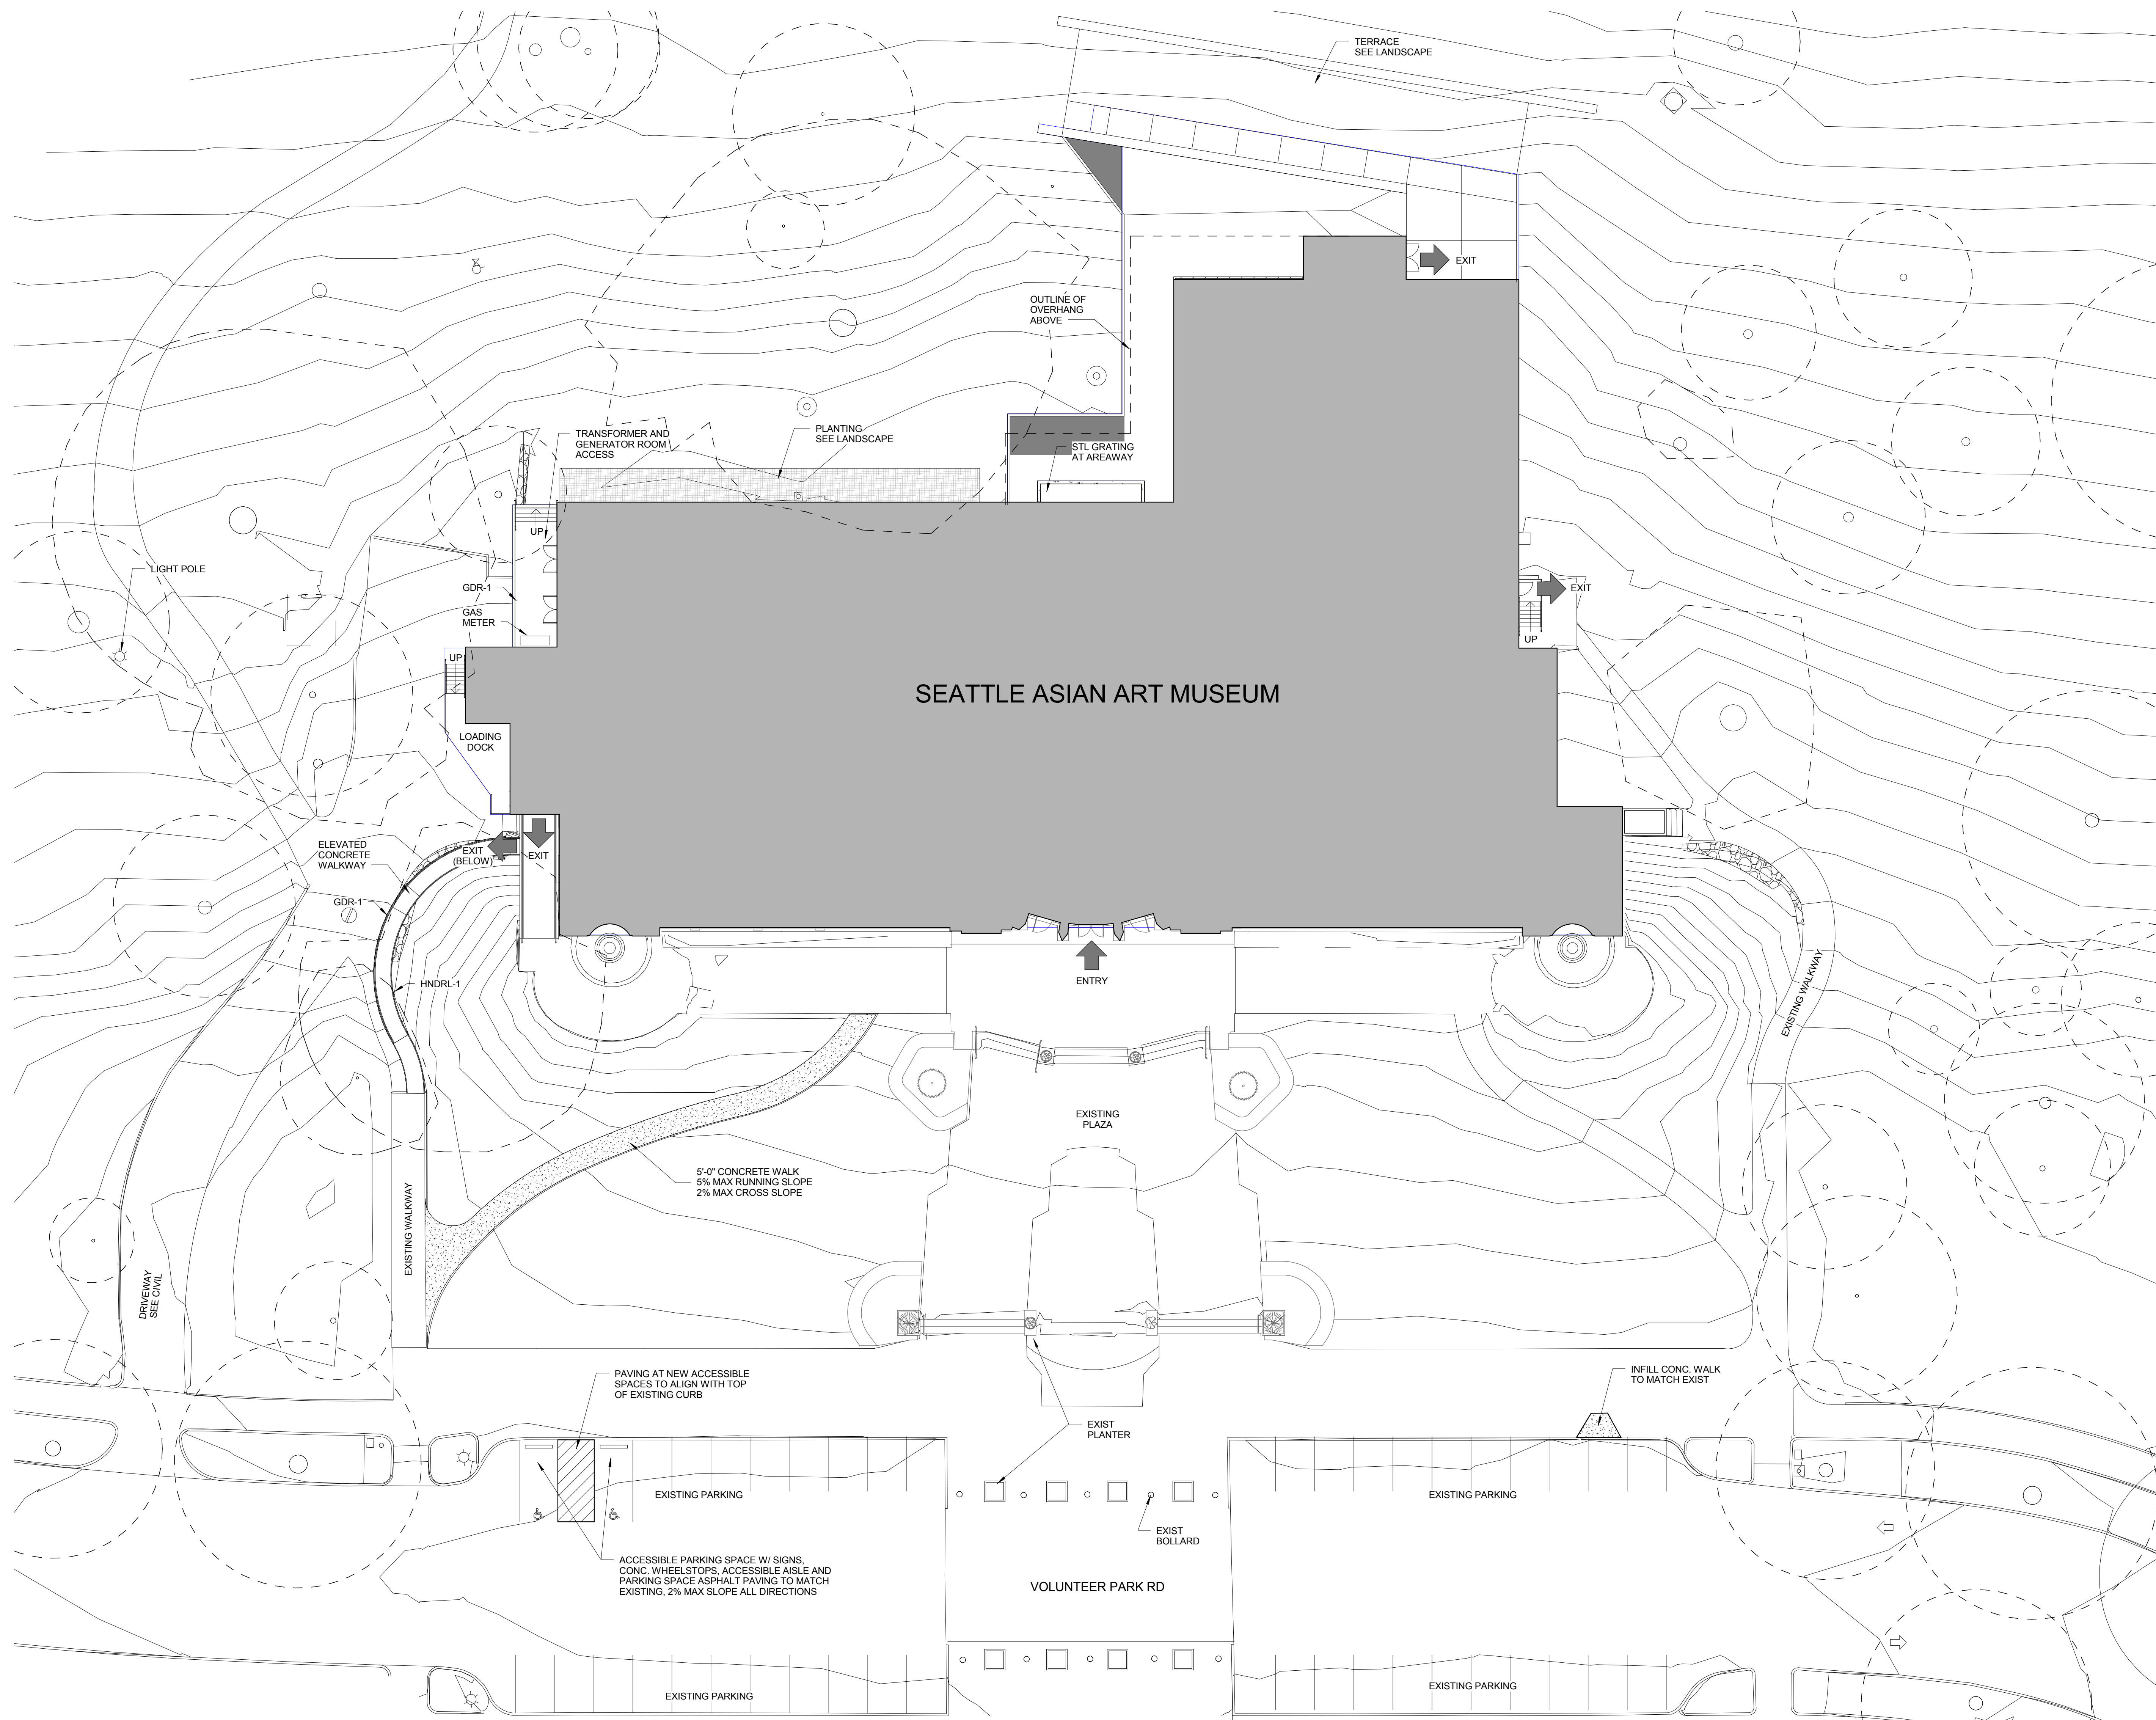 TERRACE
SEE LANDSCAPE
EXIT
OUTLINE OF
OVERHANG
ABOVE
TRANSFORMER AND
GENERATOR ROOM
ACCESS
PLANTING
SEE LANDSCAPE
STL GRATING
AT AREAWAY
UP
LIGHT POLE
GDR-1
EXIT
GAS
METER
UP
UP
SEATTLE ASIAN ART MUSEUM
LOADING
DOCK
ELEVATED
CONCRETE
WALKWAY
EXIT
(BELOW)
EXIT
GDR-1
HNDRL-1
ENTRY
EXISTING WALKWAY
EXISTING
PLAZA
5'-0" CONCRETE WALK
5% MAX RUNNING SLOPE
2% MAX CROSS SLOPE
EXISTING WALKWAY
DRIVEWAY
SEE CIVIL
PAVING AT NEW ACCESSIBLE
SPACES TO ALIGN WITH TOP
OF EXISTING CURB
INFILL CONC. WALK
TO MATCH EXIST
EXIST
PLANTER
EXISTING PARKING
EXISTING PARKING
EXIST
BOLLARD
ACCESSIBLE PARKING SPACE W/ SIGNS,
CONC. WHEELSTOPS, ACCESSIBLE AISLE AND
PARKING SPACE ASPHALT PAVING TO MATCH
EXISTING, 2% MAX SLOPE ALL DIRECTIONS
VOLUNTEER PARK RD
EXISTING PARKING
EXISTING PARKING